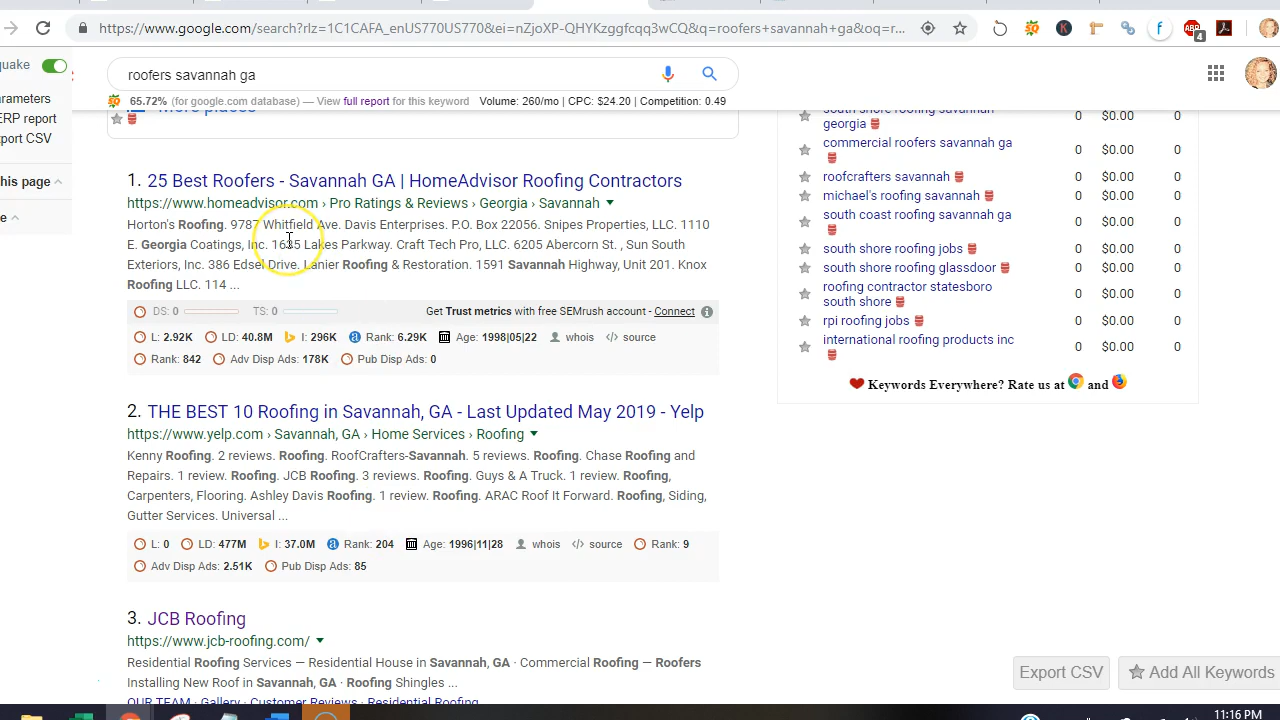 https://www.google.com/search?rlz=1C1CAFA_enUS770US770&ei=nZjoXP-QHYKzggfcqq3wCQ&q=roofers+savannah+ga&oq=r...
4
uake
roofers savannah ga
65.72% (for google.com database) — View full report for this keyword Volume: 260/mo | CPC: $24.20 | Competition: 0.49
arameters
ERP report
port CSV
his page
e
More places
1. 25 Best Roofers - Savannah GA | HomeAdvisor Roofing Contractors
https://www.homeadvisor.com › Pro Ratings & Reviews › Georgia › Savannah
Horton's Roofing. 9787 Whitfield Ave. Davis Enterprises. P.O. Box 22056. Snipes Properties, LLC. 1110
E. Georgia Coatings, Inc. 1635 Lakes Parkway. Craft Tech Pro, LLC. 6205 Abercorn St. , Sun South
Exteriors, Inc. 386 Edsel Drive. Lanier Roofing & Restoration. 1591 Savannah Highway, Unit 201. Knox
Roofing LLC. 114 ...
DS: 0 TS: 0 Get Trust metrics with free SEMrush account - Connect
L: 2.92K LD: 40.8M I: 296K Rank: 6.29K Age: 1998|05|22 whois source
Rank: 842 Adv Disp Ads: 178K Pub Disp Ads: 0
2. THE BEST 10 Roofing in Savannah, GA - Last Updated May 2019 - Yelp
https://www.yelp.com › Savannah, GA › Home Services › Roofing
Kenny Roofing. 2 reviews. Roofing. RoofCrafters-Savannah. 5 reviews. Roofing. Chase Roofing and
Repairs. 1 review. Roofing. JCB Roofing. 3 reviews. Roofing. Guys & A Truck. 1 review. Roofing,
Carpenters, Flooring. Ashley Davis Roofing. 1 review. Roofing. ARAC Roof It Forward. Roofing, Siding,
Gutter Services. Universal ...
L: 0 LD: 477M I: 37.0M Rank: 204 Age: 1996|11|28 whois source Rank: 9
Adv Disp Ads: 2.51K Pub Disp Ads: 85
3. JCB Roofing
https://www.jcb-roofing.com/
Residential Roofing Services — Residential House in Savannah, GA · Commercial Roofing — Roofers
Installing New Roof in Savannah, GA · Roofing Shingles ...
OUR TEAM · Gallery · Customer Reviews · Residential Roofing
south shore roofing savannah
georgia 0 $0.00 0
commercial roofers savannah ga 0 $0.00 0
roofcrafters savannah 0 $0.00 0
michael's roofing savannah 0 $0.00 0
south coast roofing savannah ga 0 $0.00 0
south shore roofing jobs 0 $0.00 0
south shore roofing glassdoor 0 $0.00 0
roofing contractor statesboro
south shore 0 $0.00 0
rpi roofing jobs 0 $0.00 0
international roofing products inc 0 $0.00 0
Keywords Everywhere? Rate us at and
Export CSV
Add All Keywords
11:16 PM